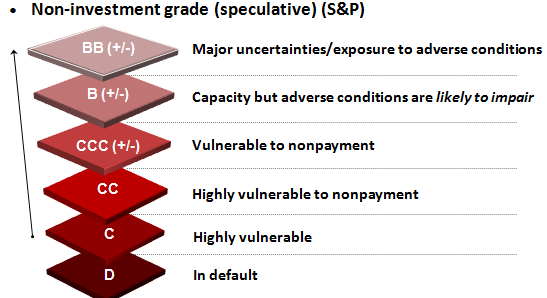 • Non-investment grade (speculative) (S&P)
BB (+/-) Major uncertainties/exposure to adverse conditions
B (+/-) Capacity but adverse conditions are likely to impair
CCC (+/-) Vulnerable to nonpayment
CC Highly vulnerable to nonpayment
C Highly vulnerable
D In default